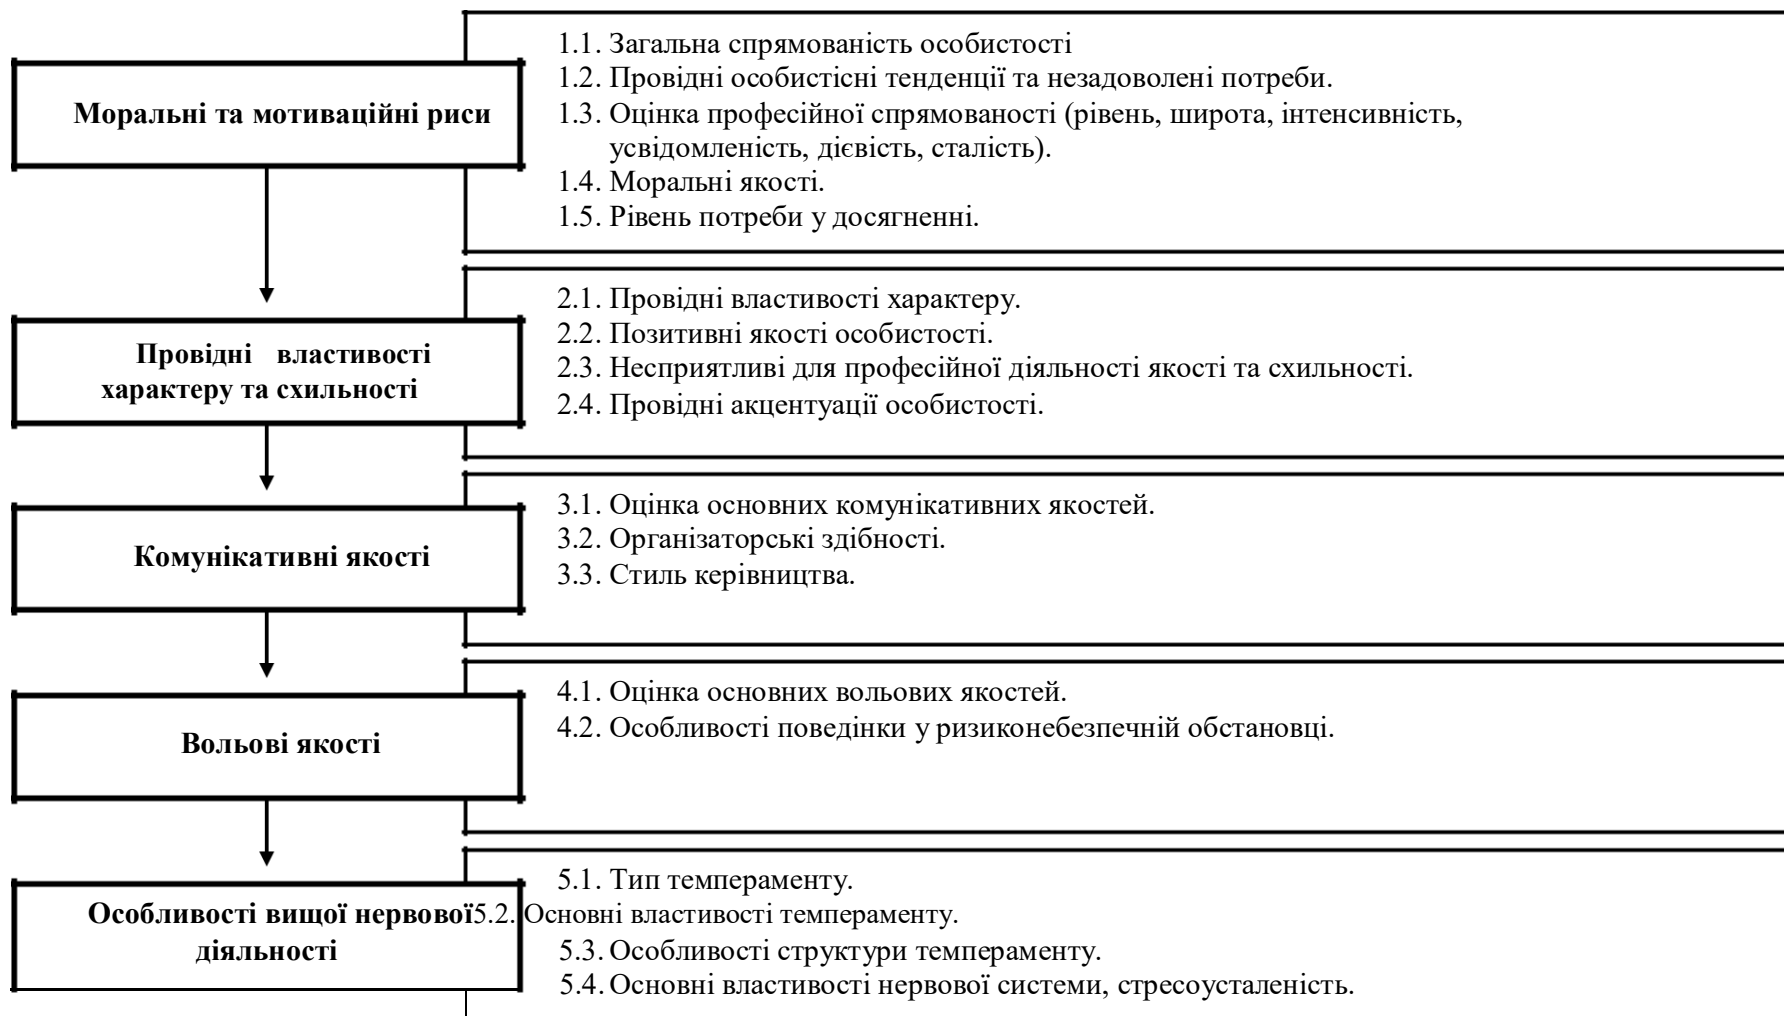 Моральні та мотиваційні риси
1.1. Загальна спрямованість особистості
1.2. Провідні особистісні тенденції та незадоволені потреби.
1.3. Оцінка професійної спрямованості (рівень, широта, інтенсивність,
усвідомленість, дієвість, сталість).
1.4. Моральні якості.
1.5. Рівень потреби у досягненні.
Провідні властивості
характеру та схильності
2.1. Провідні властивості характеру.
2.2. Позитивні якості особистості.
2.3. Несприятливі для професійної діяльності якості та схильності.
2.4. Провідні акцентуації особистості.
Комунікативні якості
3.1. Оцінка основних комунікативних якостей.
3.2. Організаторські здібності.
3.3. Стиль керівництва.
Вольові якості
4.1. Оцінка основних вольових якостей.
4.2. Особливості поведінки у ризиконебезпечній обстановці.
Особливості вищої нервової
діяльності
5.1. Тип темпераменту.
5.2. Основні властивості темпераменту.
5.3. Особливості структури темпераменту.
5.4. Основні властивості нервової системи, стресоусталеність.